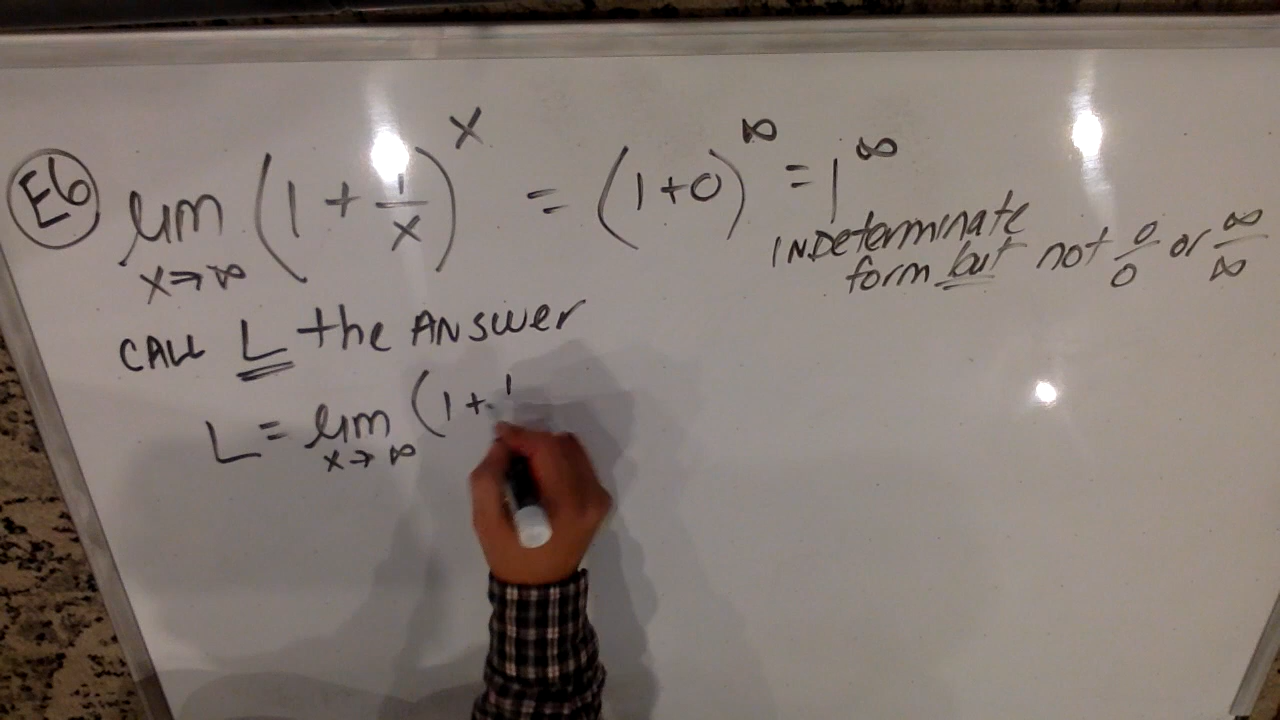 E6 lim x→∞ (1 + 1/x)^x = (1+0)^∞ = 1^∞
INDeterminate
form but not 0/0 or ∞/∞
CALL L the ANSwer
L = lim x→∞ (1 + 1